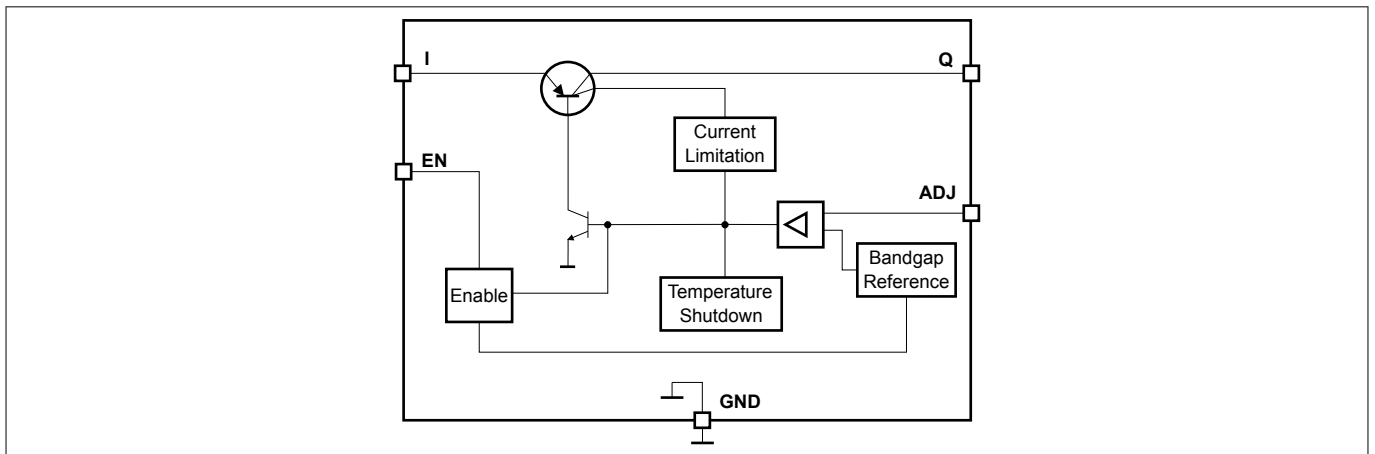 I
Q
Current
Limitation
EN
ADJ
Bandgap
Reference
Enable
Temperature
Shutdown
GND